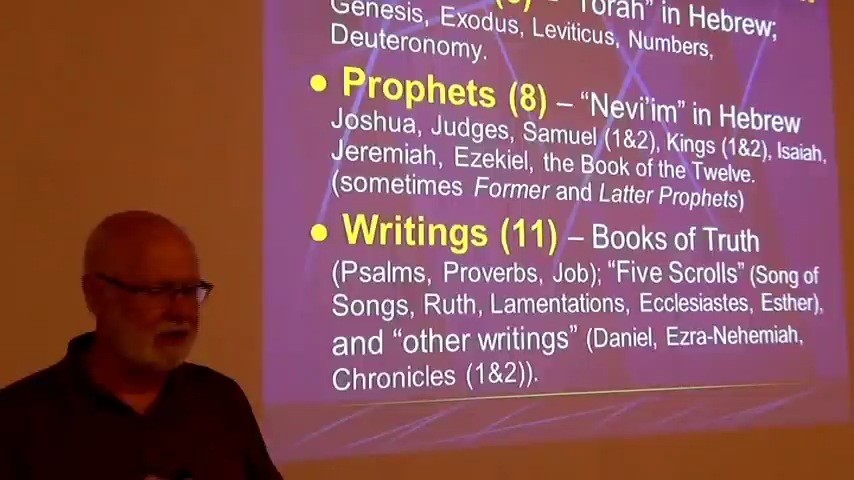 “Torah” in Hebrew;
Genesis, Exodus, Leviticus, Numbers,
Deuteronomy.
● Prophets (8) – “Nevi’im” in Hebrew
Joshua, Judges, Samuel (1&2), Kings (1&2), Isaiah,
Jeremiah, Ezekiel, the Book of the Twelve.
(sometimes Former and Latter Prophets)
● Writings (11) – Books of Truth
(Psalms, Proverbs, Job); “Five Scrolls” (Song of
Songs, Ruth, Lamentations, Ecclesiastes, Esther),
and “other writings” (Daniel, Ezra-Nehemiah,
Chronicles (1&2)).